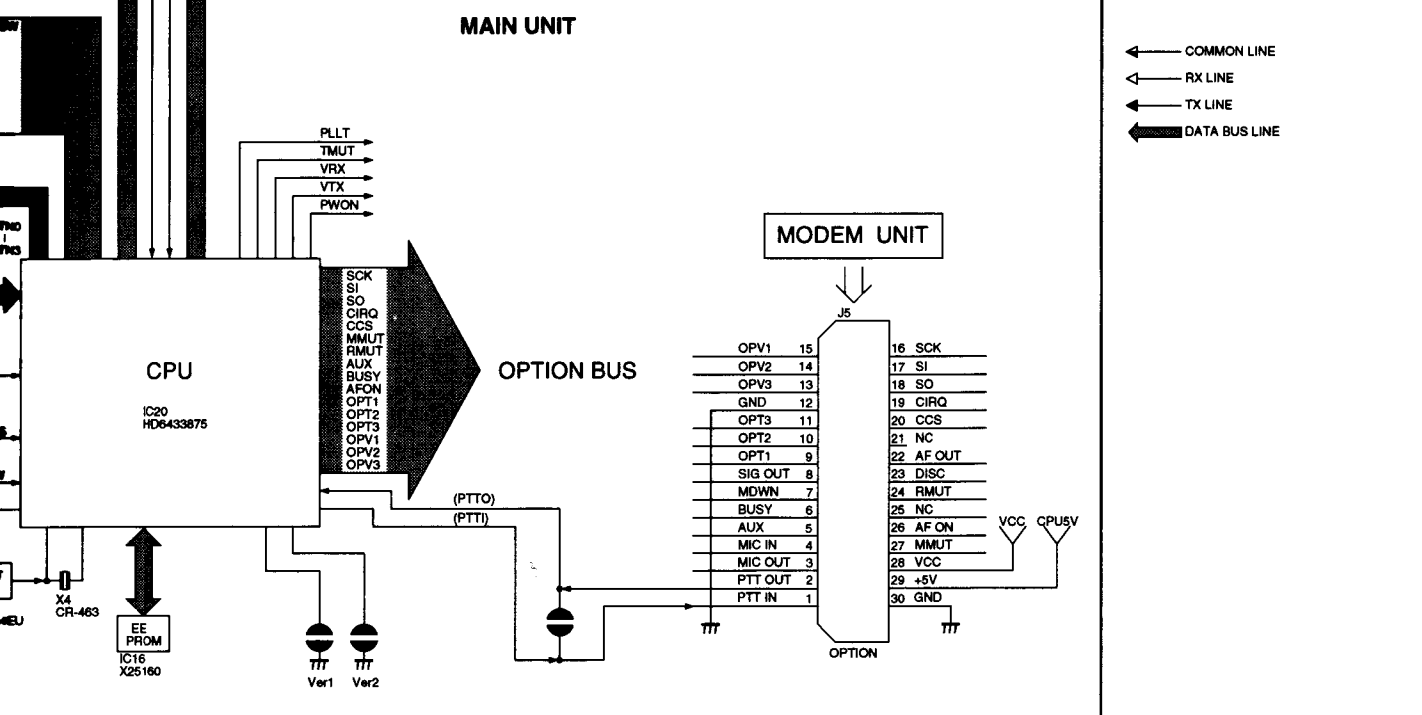 MAIN UNIT
COMMON LINE
RX LINE
TX LINE
DATA BUS LINE
PLLT
TMUT
VRX
VTX
PWON
MODEM UNIT
J5
CPU
IC20
HD6433875
SCK
SI
SO
CIRQ
CCS
MMUT
RMUT
AUX
BUSY
AFON
OPT1
OPT2
OPT3
OPV1
OPV2
OPV3
OPTION BUS
(PTTO)
(PTTI)
OPV1 15
OPV2 14
OPV3 13
GND 12
OPT3 11
OPT2 10
OPT1 9
SIG OUT 8
MDWN 7
BUSY 6
AUX 5
MIC IN 4
MIC OUT 3
PTT OUT 2
PTT IN 1
16 SCK
17 SI
18 SO
19 CIRQ
20 CCS
21 NC
22 AF OUT
23 DISC
24 RMUT
25 NC
26 AF ON
27 MMUT
28 VCC
29 +5V
30 GND
VCC
CPU5V
OPTION
X4
CR-463
EE
PROM
IC16
X25160
Ver1
Ver2